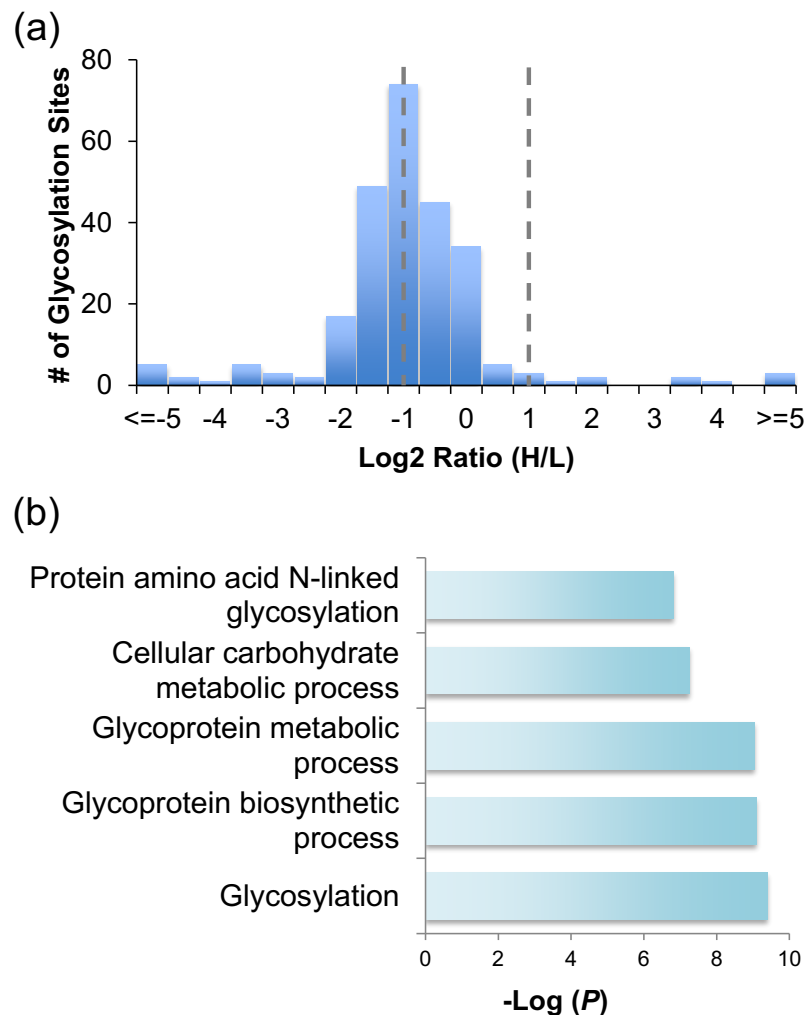 (a)
# of Glycosylation Sites
80
60
40
20
0
<=-5 -4 -3 -2 -1 0 1 2 3 4 >=5
Log2 Ratio (H/L)
(b)
Protein amino acid N-linked
glycosylation
Cellular carbohydrate
metabolic process
Glycoprotein metabolic
process
Glycoprotein biosynthetic
process
Glycosylation
0 2 4 6 8 10
-Log (P)